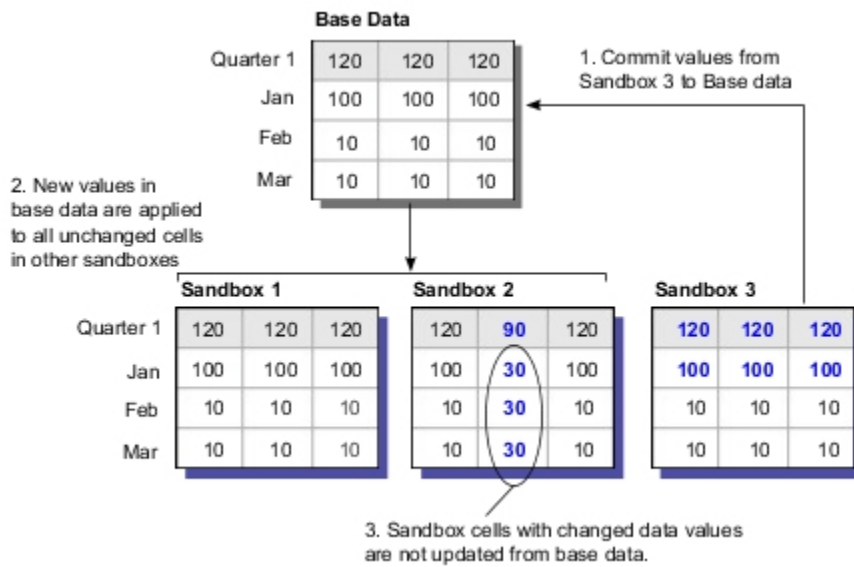 Base Data
Quarter 1 120 120 120
Jan 100 100 100
Feb 10 10 10
Mar 10 10 10
1. Commit values from
Sandbox 3 to Base data
2. New values in
base data are applied
to all unchanged cells
in other sandboxes
Sandbox 1 Sandbox 2 Sandbox 3
Quarter 1 120 120 120 120 90 120 120 120 120
Jan 100 100 100 100 30 100 100 100 100
Feb 10 10 10 10 30 10 10 10 10
Mar 10 10 10 10 30 10 10 10 10
3. Sandbox cells with changed data values
are not updated from base data.